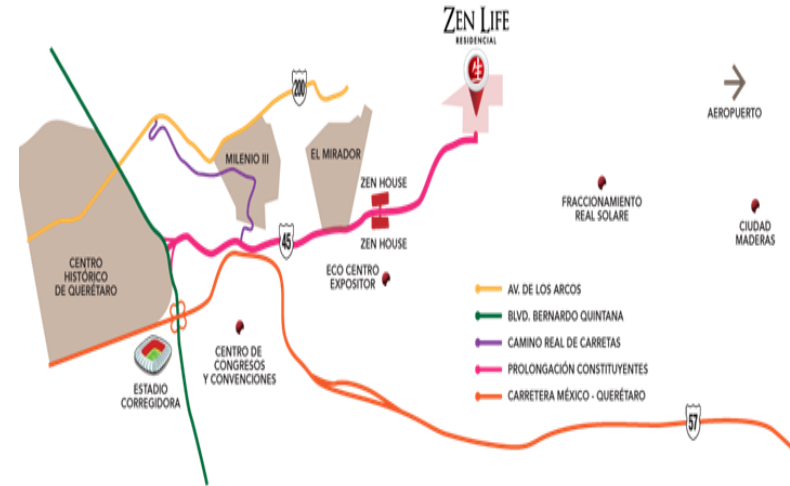 ZEN LIFE
RESIDENCIAL
生
200
AEROPUERTO
MILENIO III
EL MIRADOR
ZEN HOUSE
FRACCIONAMIENTO
REAL SOLARE
CIUDAD
MADERAS
45
ZEN HOUSE
CENTRO
HISTÓRICO
DE QUERÉTARO
ECO CENTRO
EXPOSITOR
AV. DE LOS ARCOS
BLVD. BERNARDO QUINTANA
CAMINO REAL DE CARRETAS
PROLONGACIÓN CONSTITUYENTES
CARRETERA MÉXICO - QUERÉTARO
CENTRO DE
CONGRESOS
Y CONVENCIONES
ESTADIO
CORREGIDORA
57